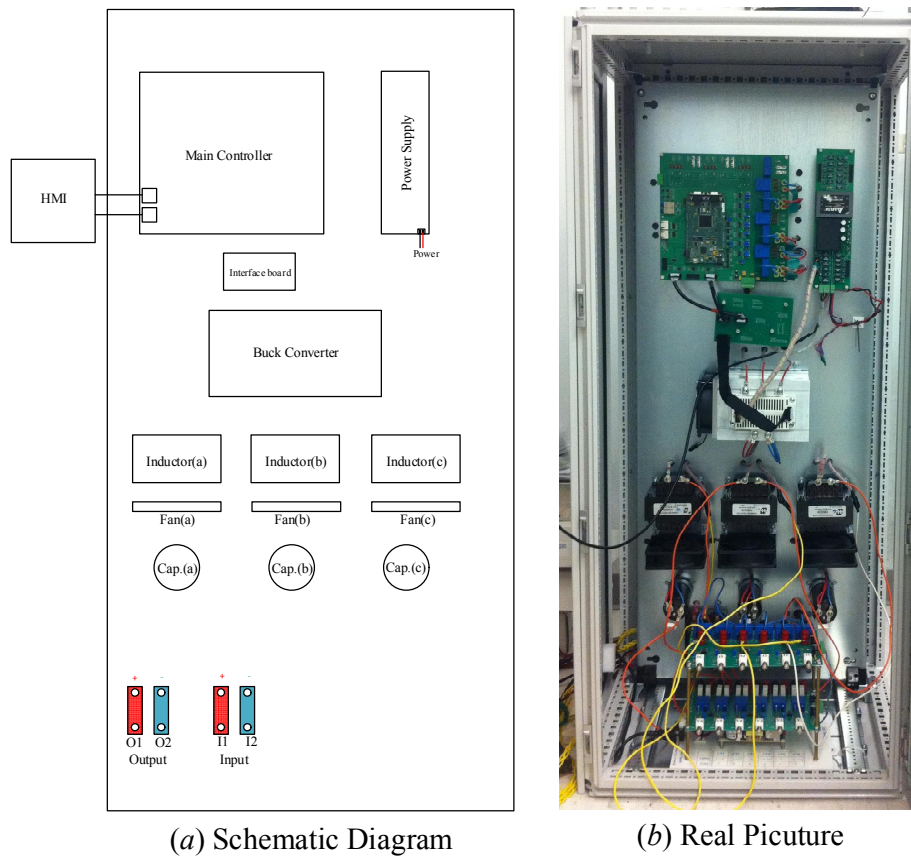 Main Controller
Power Supply
HMI
Power
Interface board
Buck Converter
Inductor(a)
Inductor(b)
Inductor(c)
Fan(a)
Fan(b)
Fan(c)
Cap.(a)
Cap.(b)
Cap.(c)
+ - + -
O1 O2 I1 I2
Output Input
(a) Schematic Diagram
(b) Real Picuture